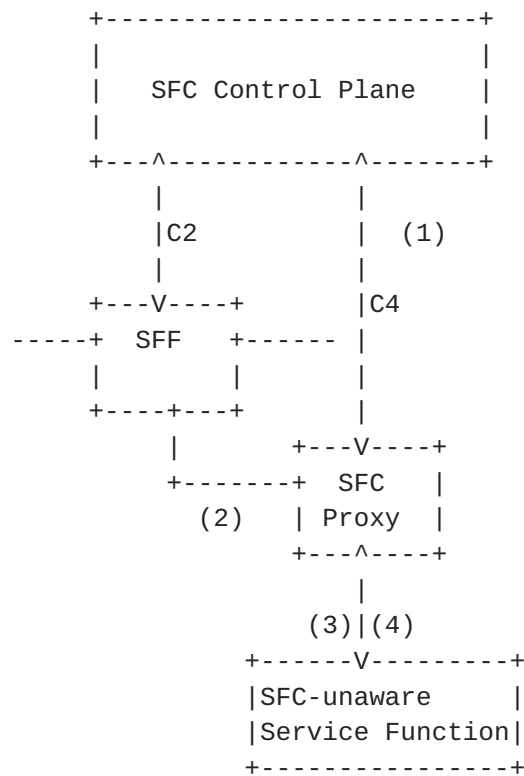 SFC Control Plane
|C2 | (1)
|C4
SFF
SFC
(2) | Proxy |
(3)|(4)
|SFC-unaware |
|Service Function|